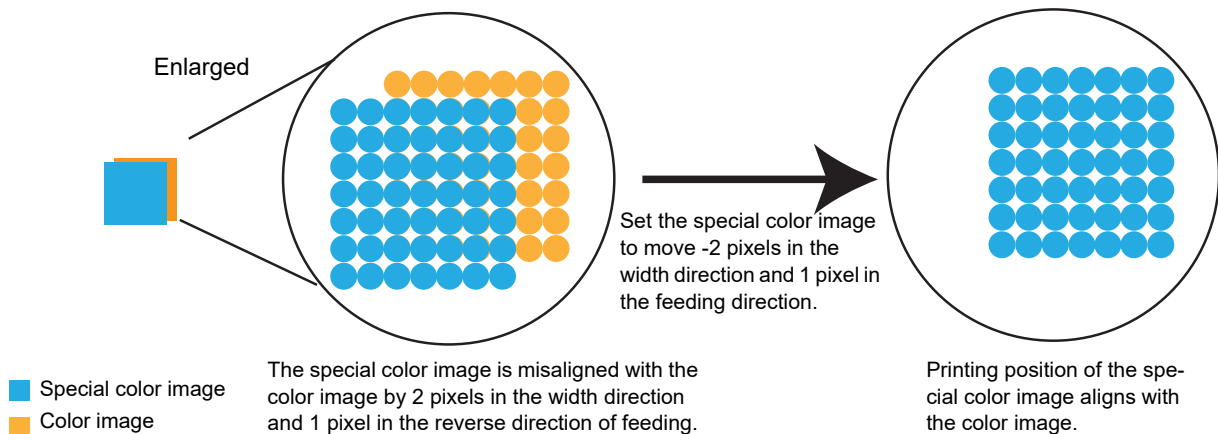 Enlarged
Set the special color image
to move -2 pixels in the
width direction and 1 pixel in
the feeding direction.
Special color image
Color image
The special color image is misaligned with the
color image by 2 pixels in the width direction
and 1 pixel in the reverse direction of feeding.
Printing position of the spe-
cial color image aligns with
the color image.